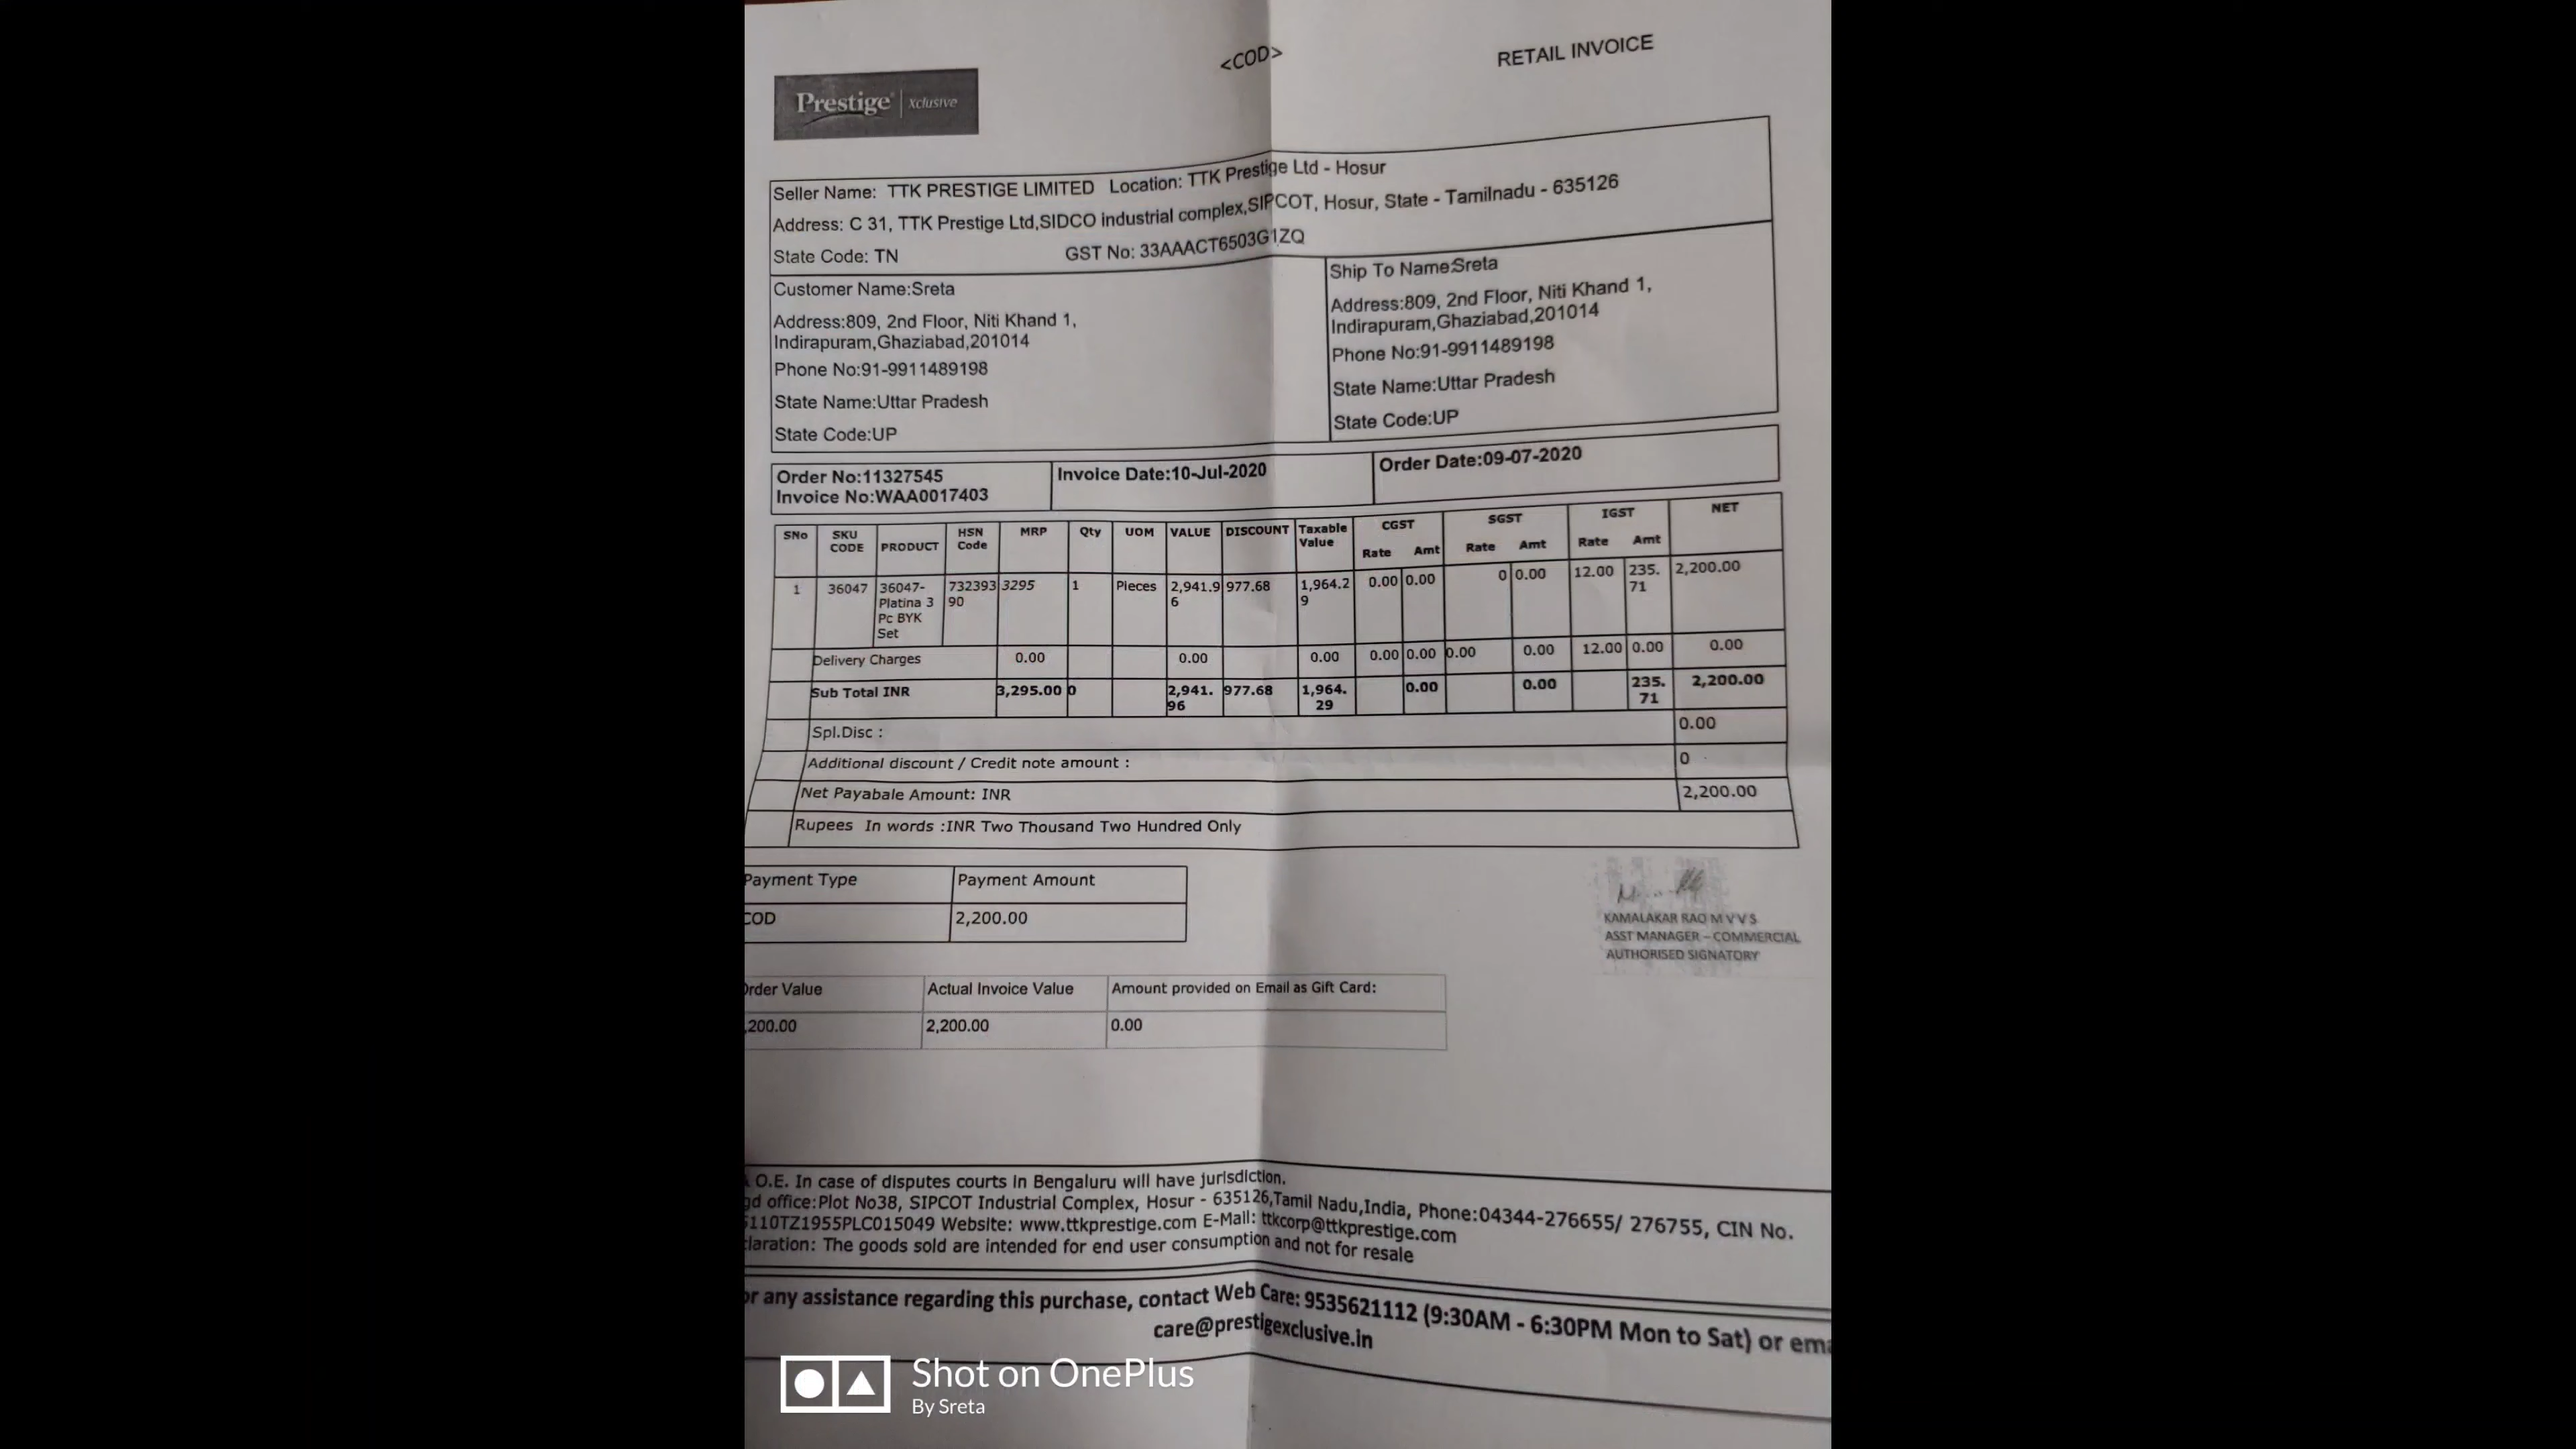 <COD>
RETAIL INVOICE
Prestige Xclusive
Seller Name: TTK PRESTIGE LIMITED Location: TTK Prestige Ltd - Hosur
Address: C 31, TTK Prestige Ltd,SIDCO industrial complex,SIPCOT, Hosur, State - Tamilnadu - 635126
State Code: TN GST No: 33AAACT6503G1ZQ
Customer Name:Sreta
Address:809, 2nd Floor, Niti Khand 1,
Indirapuram,Ghaziabad,201014
Phone No:91-9911489198
State Name:Uttar Pradesh
State Code:UP
Ship To Name:Sreta
Address:809, 2nd Floor, Niti Khand 1,
Indirapuram,Ghaziabad,201014
Phone No:91-9911489198
State Name:Uttar Pradesh
State Code:UP
Order No:11327545
Invoice No:WAA0017403
Invoice Date:10-Jul-2020
Order Date:09-07-2020
SNo SKU CODE PRODUCT HSN Code MRP Qty UOM VALUE DISCOUNT Taxable Value CGST SGST IGST NET
Rate Amt Rate Amt Rate Amt
1 36047 36047- 732393 3295 1 Pieces 2,941.9 977.68 1,964.2 0.00 0.00 0 0.00 12.00 235. 2,200.00
Platina 3 90 6 9 71
Pc BYK
Set
Delivery Charges 0.00 0.00 0.00 0.00 0.00 0.00 0.00 12.00 0.00 0.00
Sub Total INR 3,295.00 0 2,941. 977.68 1,964. 0.00 0.00 235. 2,200.00
96 29 71
Spl.Disc : 0.00
Additional discount / Credit note amount : 0
Net Payabale Amount: INR 2,200.00
Rupees In words :INR Two Thousand Two Hundred Only
Payment Type Payment Amount
COD 2,200.00
KAMALAKAR RAO M V V S
ASST MANAGER – COMMERCIAL
AUTHORISED SIGNATORY
Order Value Actual Invoice Value Amount provided on Email as Gift Card:
,200.00 2,200.00 0.00
O.E. In case of disputes courts in Bengaluru will have jurisdiction.
gd office:Plot No38, SIPCOT Industrial Complex, Hosur - 635126,Tamil Nadu,India, Phone:04344-276655/ 276755, CIN No.
5110TZ1955PLC015049 Website: www.ttkprestige.com E-Mail: ttkcorp@ttkprestige.com
claration: The goods sold are intended for end user consumption and not for resale
or any assistance regarding this purchase, contact Web Care: 9535621112 (9:30AM - 6:30PM Mon to Sat) or ema
care@prestigexclusive.in
Shot on OnePlus
By Sreta